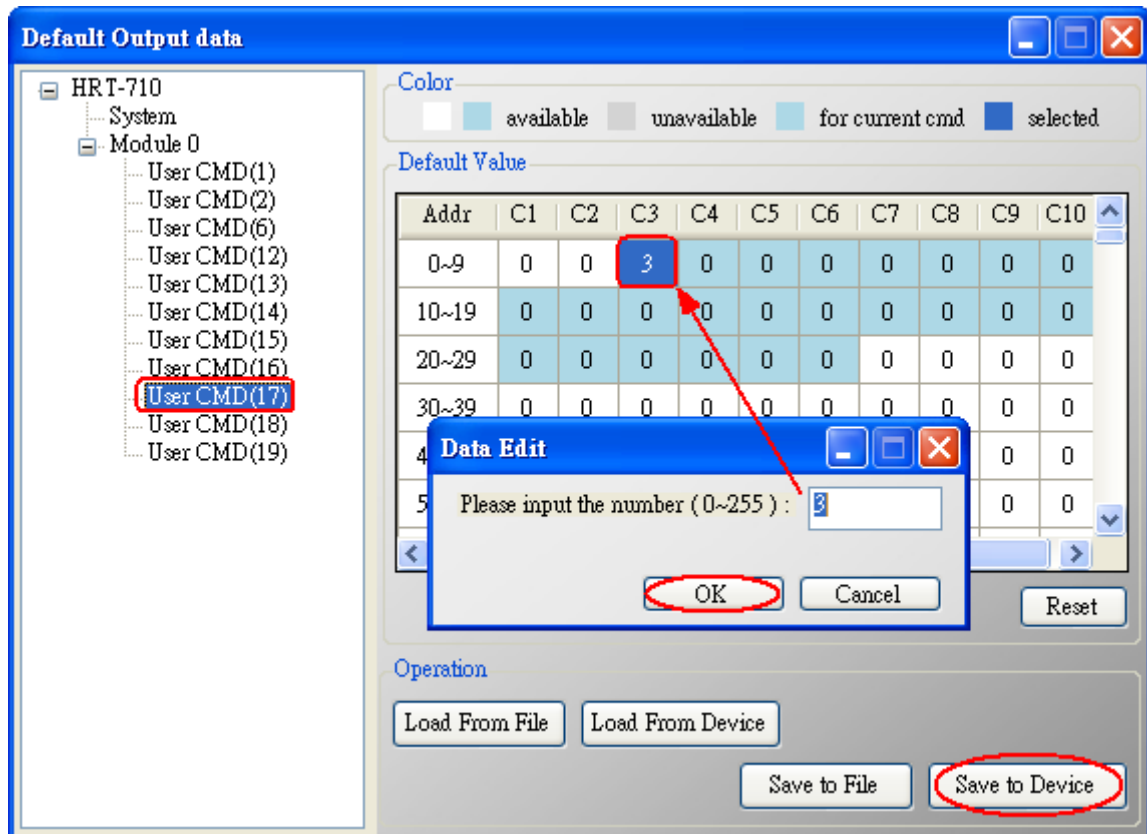 Default Output data
HRT-710
System
Module 0
User CMD(1)
User CMD(2)
User CMD(6)
User CMD(12)
User CMD(13)
User CMD(14)
User CMD(15)
User CMD(16)
User CMD(17)
User CMD(18)
User CMD(19)
Color
available unavailable for current cmd selected
Default Value
Addr C1 C2 C3 C4 C5 C6 C7 C8 C9 C10
0~9 0 0 3 0 0 0 0 0 0 0
10~19 0 0 0 0 0 0 0 0 0 0
20~29 0 0 0 0 0 0 0 0 0 0
30~39 0 0 0 0 0 0 0 0 0 0
4 0 0
5 0 0
Data Edit
Please input the number ( 0~255 ) : 3
OK Cancel
Reset
Operation
Load From File Load From Device
Save to File Save to Device